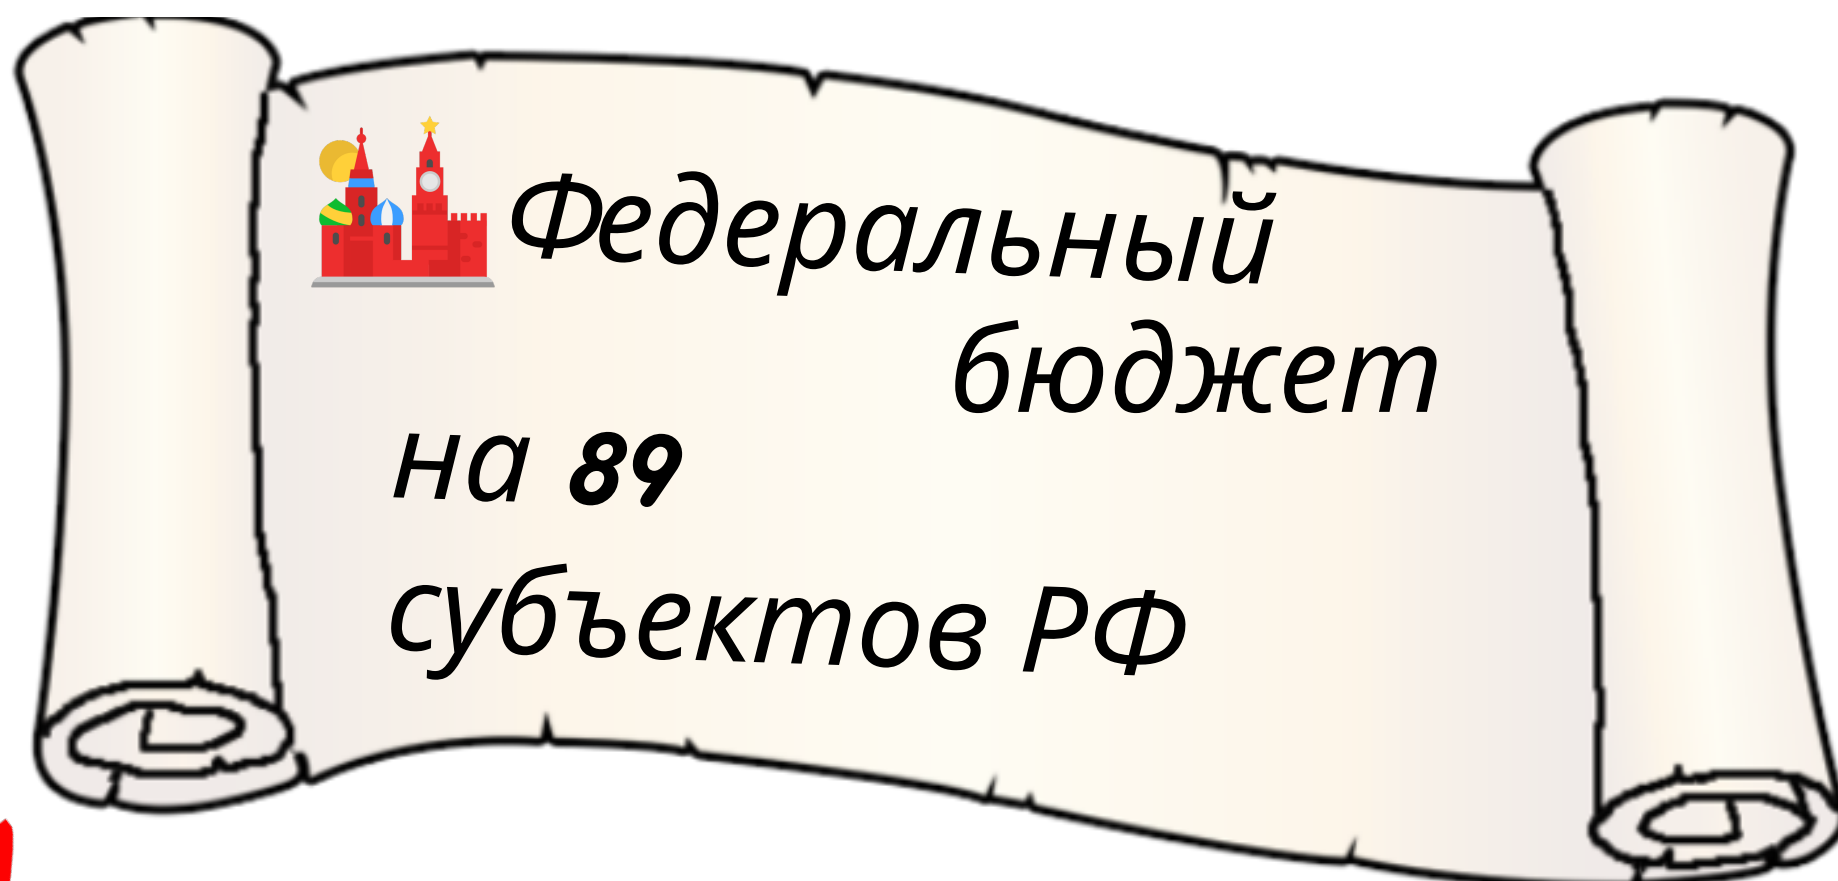 Федеральный
бюджет
на 89
субъектов РФ